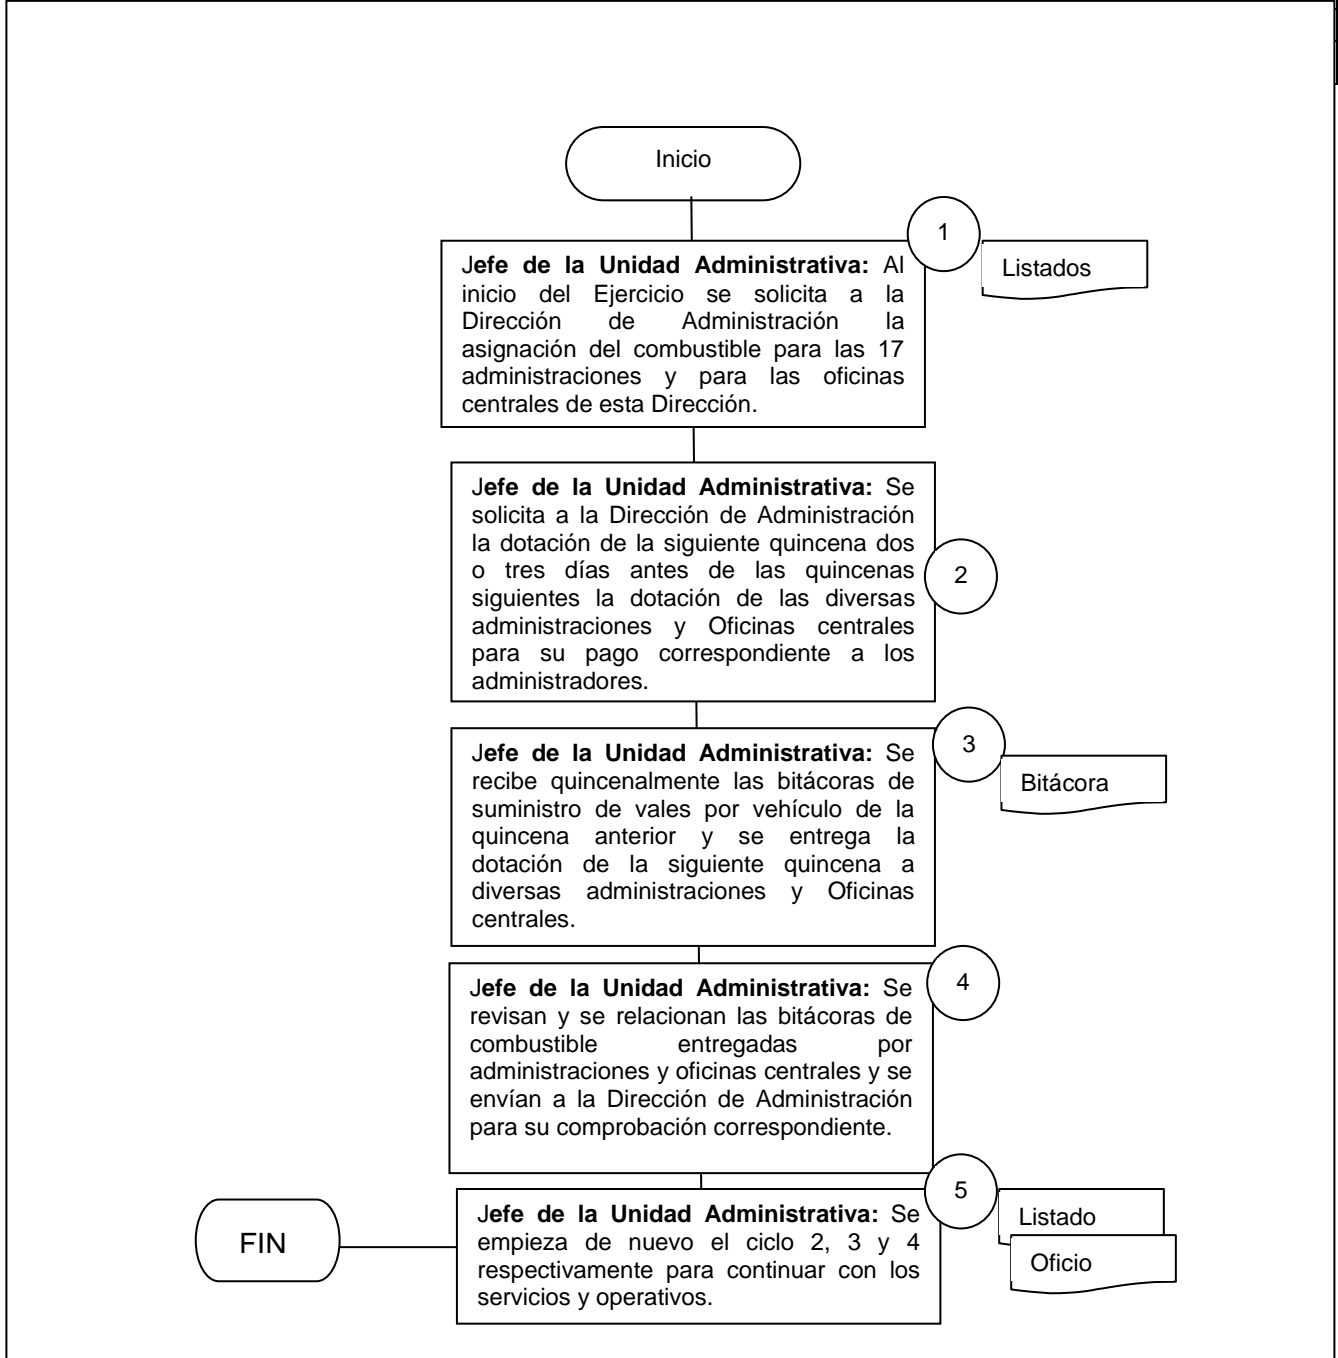 Inicio
1
Listados
Jefe de la Unidad Administrativa: Al
inicio del Ejercicio se solicita a la
Dirección de Administración la
asignación del combustible para las 17
administraciones y para las oficinas
centrales de esta Dirección.
Jefe de la Unidad Administrativa: Se
solicita a la Dirección de Administración
la dotación de la siguiente quincena dos
o tres días antes de las quincenas
siguientes la dotación de las diversas
administraciones y Oficinas centrales
para su pago correspondiente a los
administradores.
2
3
Bitácora
Jefe de la Unidad Administrativa: Se
recibe quincenalmente las bitácoras de
suministro de vales por vehículo de la
quincena anterior y se entrega la
dotación de la siguiente quincena a
diversas administraciones y Oficinas
centrales.
4
Jefe de la Unidad Administrativa: Se
revisan y se relacionan las bitácoras de
combustible entregadas por
administraciones y oficinas centrales y se
envían a la Dirección de Administración
para su comprobación correspondiente.
5
Listado
Oficio
Jefe de la Unidad Administrativa: Se
empieza de nuevo el ciclo 2, 3 y 4
respectivamente para continuar con los
servicios y operativos.
FIN